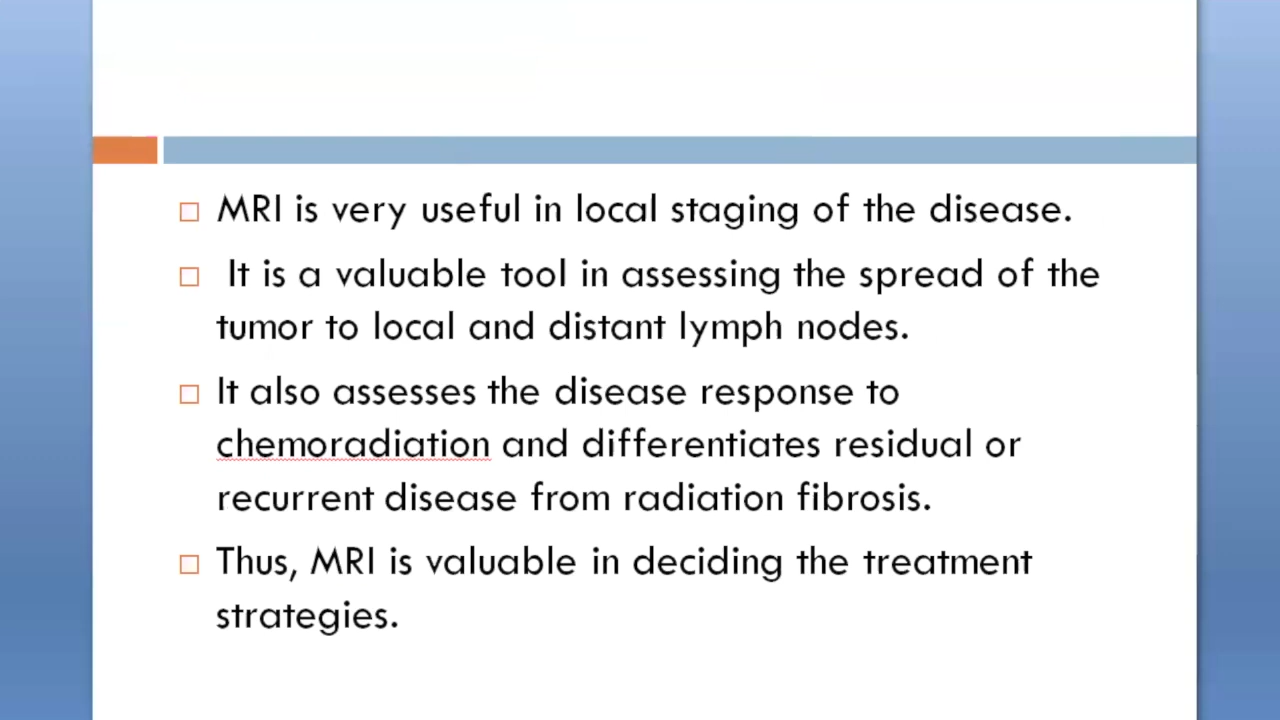 MRI is very useful in local staging of the disease.
It is a valuable tool in assessing the spread of the
tumor to local and distant lymph nodes.
It also assesses the disease response to
chemoradiation and differentiates residual or
recurrent disease from radiation fibrosis.
Thus, MRI is valuable in deciding the treatment
strategies.